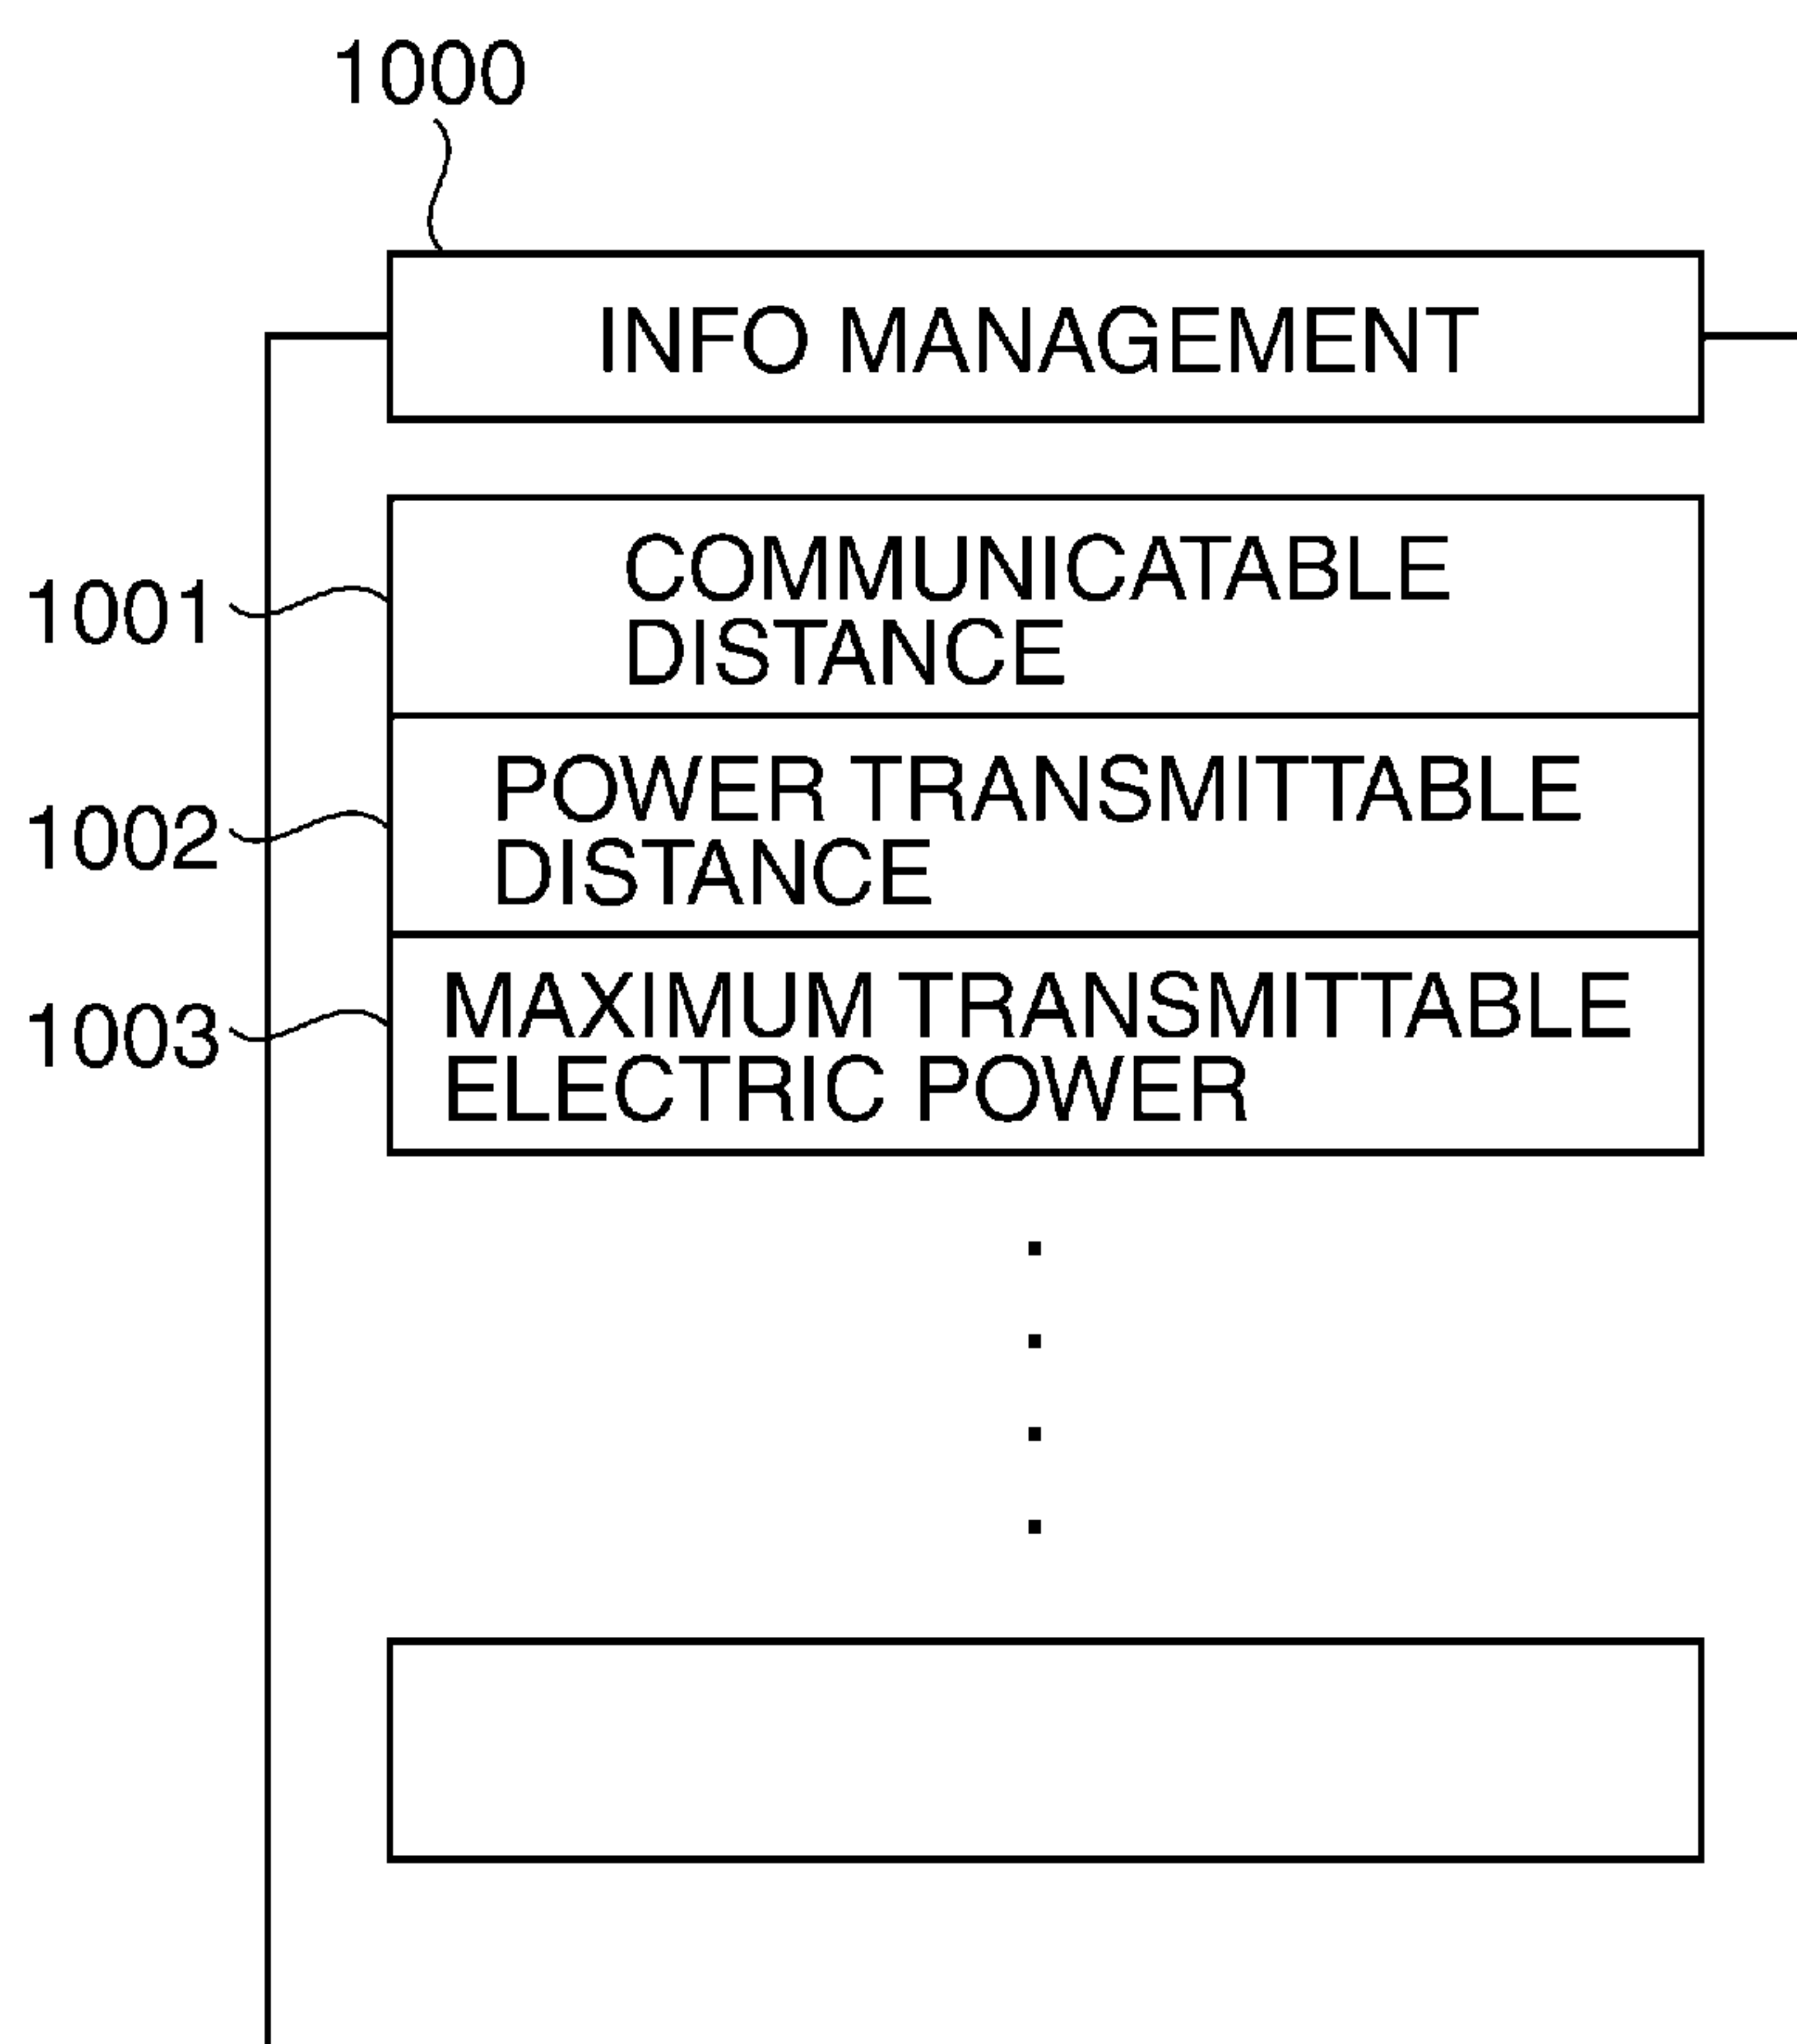 1000
INFO MANAGEMENT
1001
COMMUNICATABLE
DISTANCE
1002
POWER TRANSMITTABLE
DISTANCE
1003
MAXIMUM TRANSMITTABLE
ELECTRIC POWER